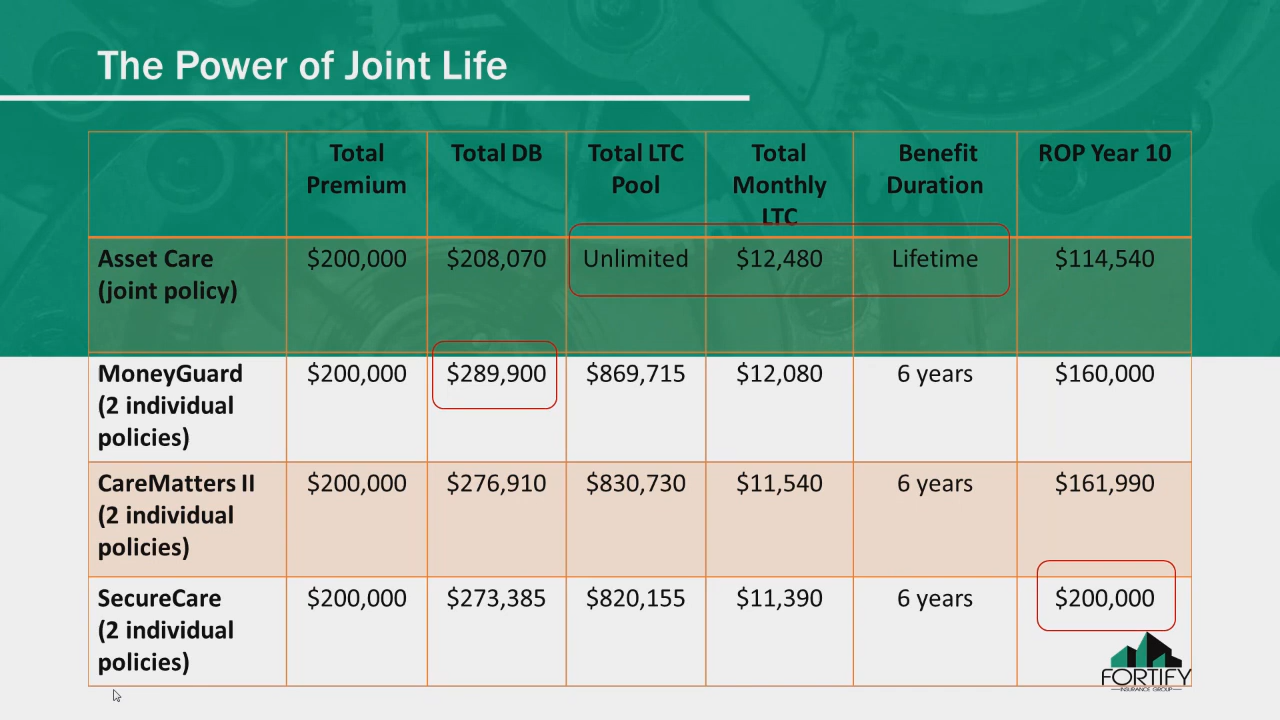 The Power of Joint Life
Total Premium Total DB Total LTC Pool Total Monthly LTC Benefit Duration ROP Year 10
Asset Care (joint policy) $200,000 $208,070 Unlimited $12,480 Lifetime $114,540
MoneyGuard (2 individual policies) $200,000 $289,900 $869,715 $12,080 6 years $160,000
CareMatters II (2 individual policies) $200,000 $276,910 $830,730 $11,540 6 years $161,990
SecureCare (2 individual policies) $200,000 $273,385 $820,155 $11,390 6 years $200,000
FORTIFY
INSURANCE GROUP